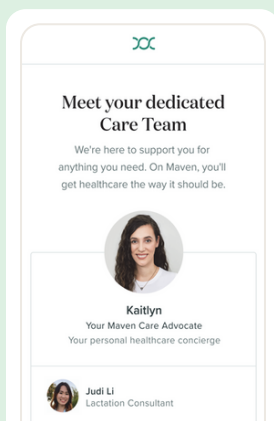 Meet your dedicated
Care Team
We're here to support you for
anything you need. On Maven, you'll
get healthcare the way it should be.
Kaitlyn
Your Maven Care Advocate
Your personal healthcare concierge
Judi Li
Lactation Consultant